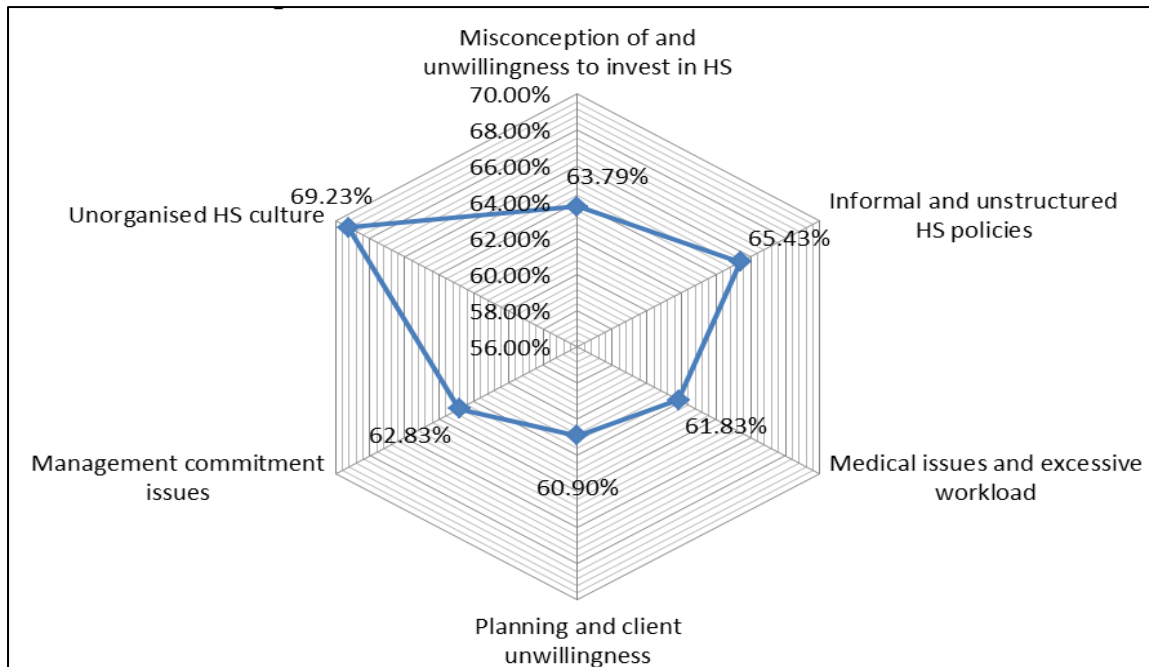 Misconception of and
unwillingness to invest in HS
70.00%
68.00%
66.00%
63.79%
69.23%
64.00%
Unorganised HS culture
Informal and unstructured
HS policies
65.43%
62.00%
60.00%
58.00%
56.00%
61.83%
62.83%
Management commitment
issues
60.90%
Medical issues and excessive
workload
Planning and client
unwillingness